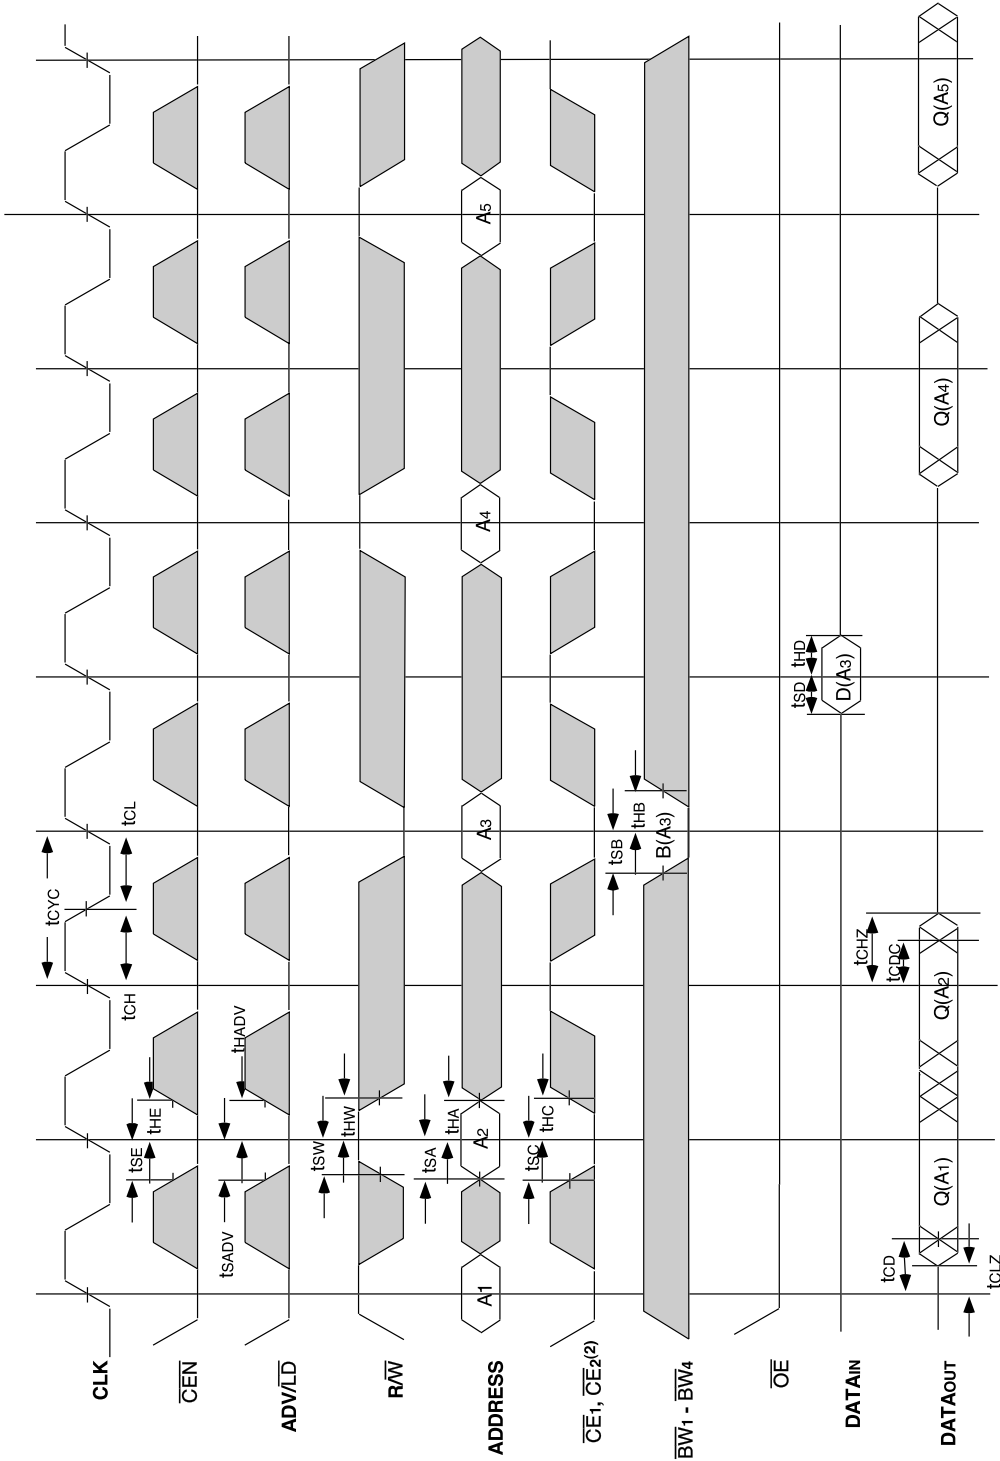 tCYC
tCH
tCL
CLK
tSE
tHE
CEN
tSADV
tHADV
ADV/LD
tSW
tHW
R/W
tSA
tHA
A1
A2
A3
A4
A5
ADDRESS
tSC
tHC
CE1, CE2(2)
tSB
tHB
B(A3)
BW1 - BW4
OE
tSD
tHD
D(A3)
DATAIN
tCD
tCHZ
tCDC
Q(A1)
Q(A2)
Q(A4)
Q(A5)
DATAOUT
tCLZ